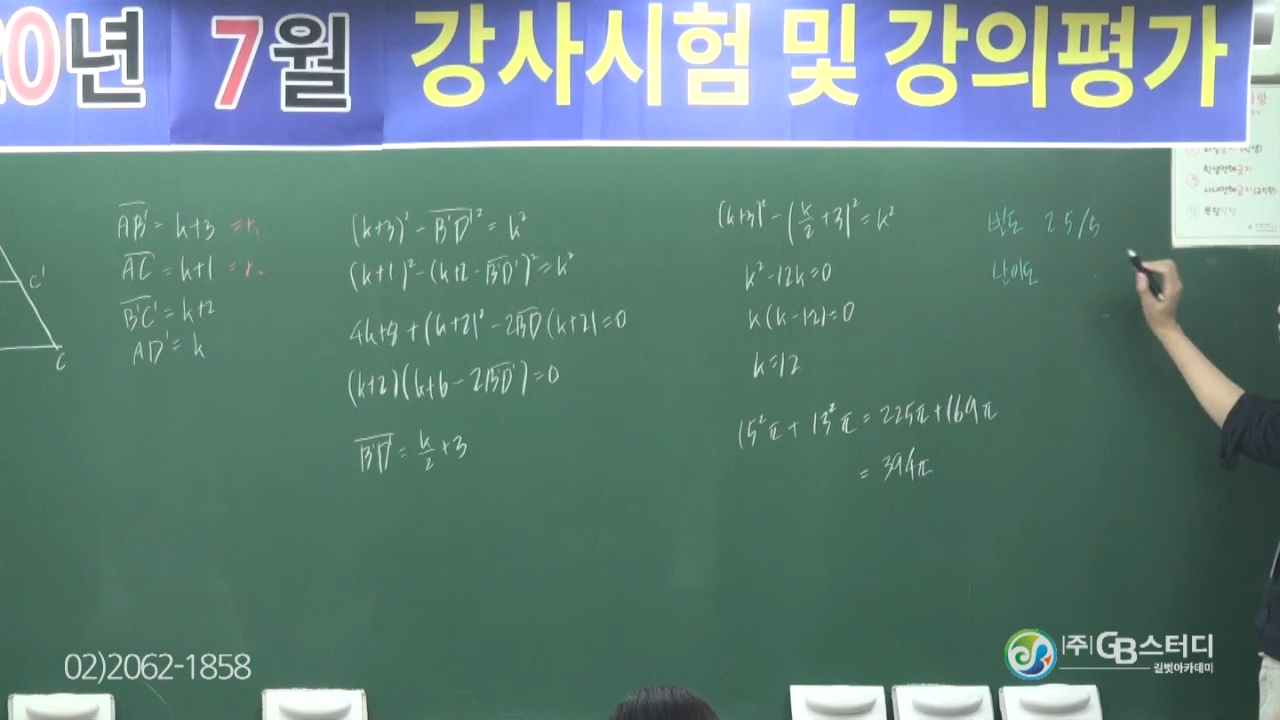 0년 7월 강사시험 및 강의평가
C'
C
AB' = k+3 = r₁
AC' = k+1 = r₂
B'C' = k+2
AD' = k
(k+3)² - B'D'² = k²
(k+1)² - (k+2 - B'D')² = k²
4k+8 + (k+2)² - 2B'D'(k+2) = 0
(k+2)(k+6 - 2B'D') = 0
B'D' = k/2 + 3
(k+3)² - (k/2 + 3)² = k²
k² - 12k = 0
k(k-12) = 0
k = 12
15²π + 13²π = 225π + 169π
= 394π
빈도 25/5
난이도
02)2062-1858
(주)GB스터디
길벗아카데미